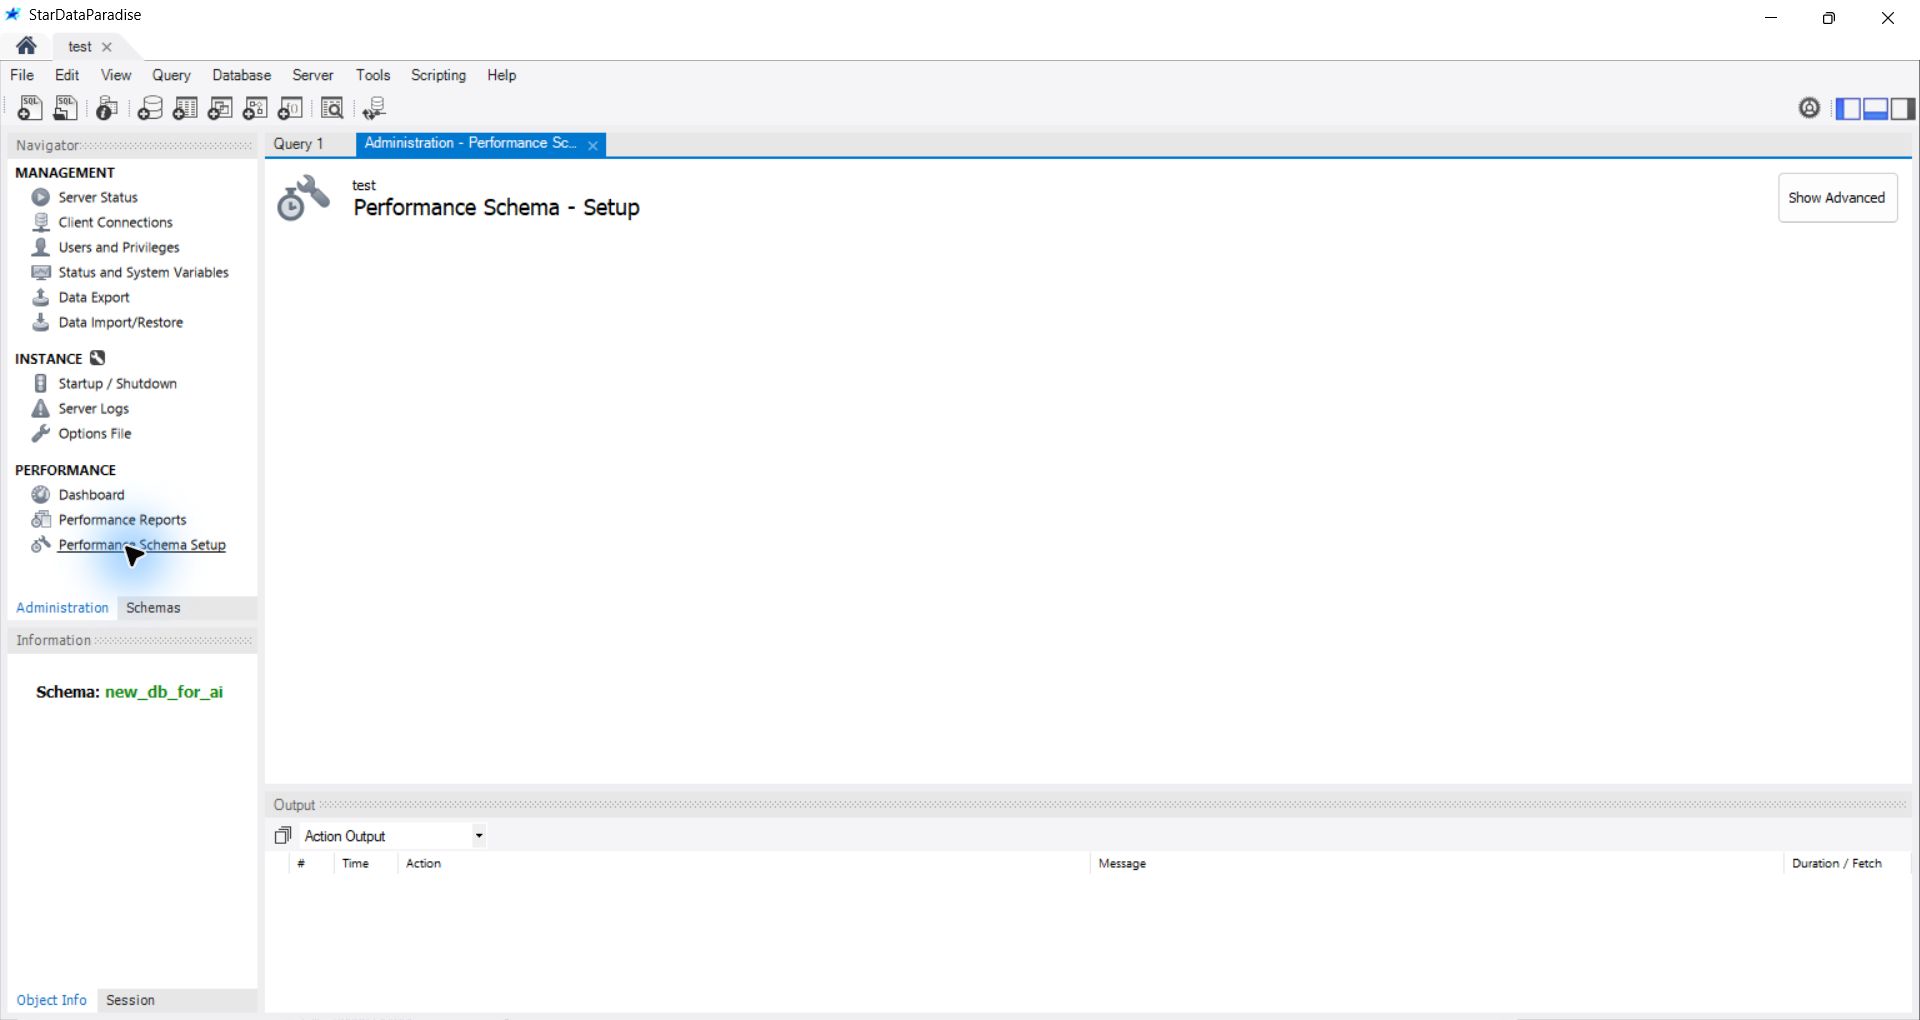 StarDataParadise
test
File Edit View Query Database Server Tools Scripting Help
SQL SQL
Navigator
MANAGEMENT
Server Status
Client Connections
Users and Privileges
Status and System Variables
Data Export
Data Import/Restore
INSTANCE
Startup / Shutdown
Server Logs
Options File
PERFORMANCE
Dashboard
Performance Reports
Performance Schema Setup
Administration Schemas
Information
Schema: new_db_for_ai
Object Info Session
Query 1 Administration - Performance Sc...
test
Performance Schema - Setup
Show Advanced
Output
Action Output
# Time Action Message Duration / Fetch